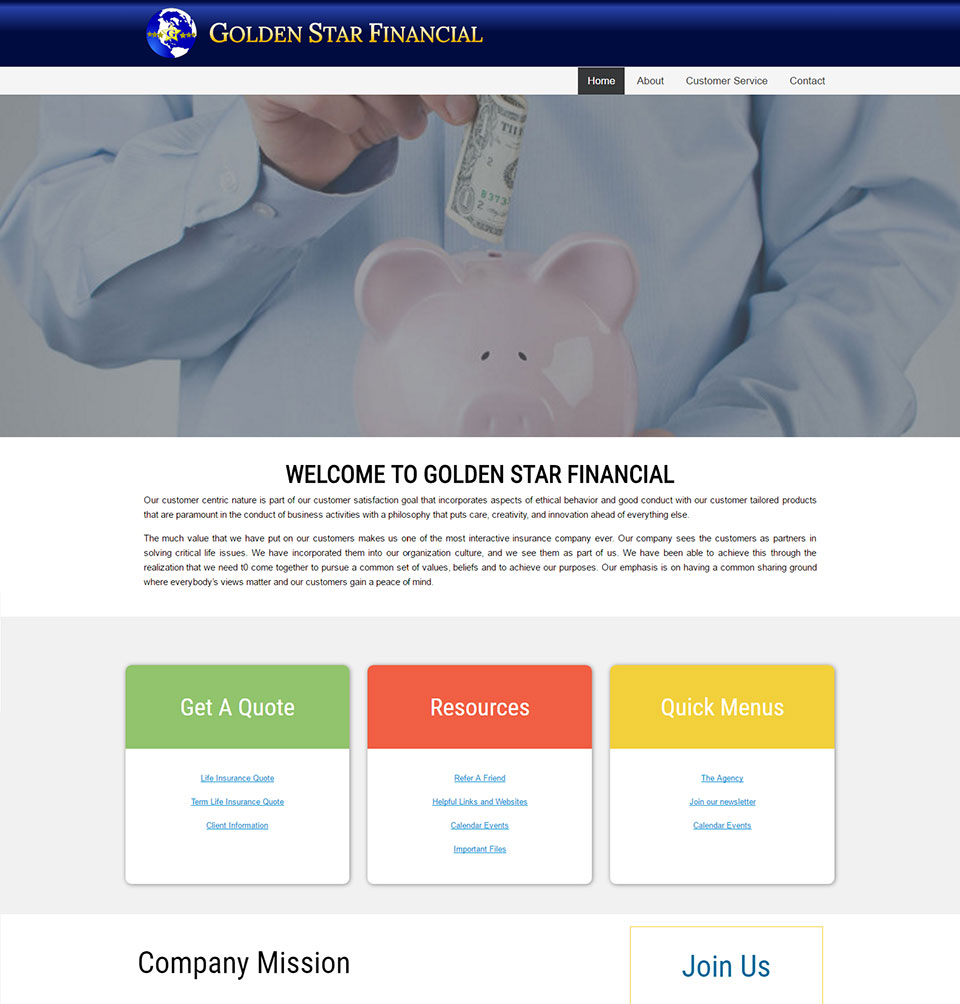 GOLDEN STAR FINANCIAL
Home About Customer Service Contact
WELCOME TO GOLDEN STAR FINANCIAL
Our customer centric nature is part of our customer satisfaction goal that incorporates aspects of ethical behavior and good conduct with our customer tailored products
that are paramount in the conduct of business activities with a philosophy that puts care, creativity, and innovation ahead of everything else.
The much value that we have put on our customers makes us one of the most interactive insurance company ever. Our company sees the customers as partners in
solving critical life issues. We have incorporated them into our organization culture, and we see them as part of us. We have been able to achieve this through the
realization that we need t0 come together to pursue a common set of values, beliefs and to achieve our purposes. Our emphasis is on having a common sharing ground
where everybody's views matter and our customers gain a peace of mind.
Get A Quote
Life Insurance Quote
Term Life Insurance Quote
Client Information
Resources
Refer A Friend
Helpful Links and Websites
Calendar Events
Important Files
Quick Menus
The Agency
Join our newsletter
Calendar Events
Company Mission
Join Us